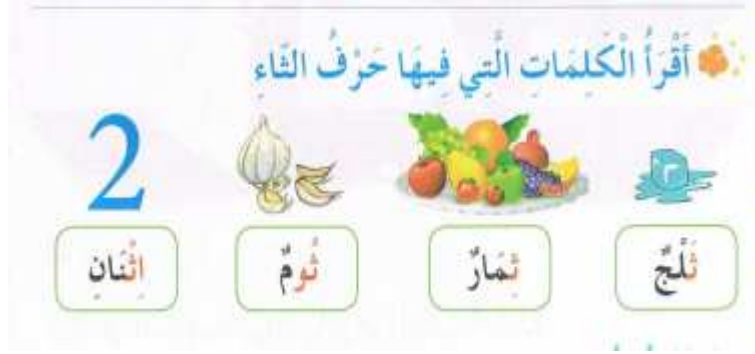 أَقْرَأُ الْكَلِمَاتِ الَّتِي فِيهَا حَرْفُ الثَّاءِ
2
ثَلْجٌ ثِمَارٌ ثُومٌ اِثْنَانِ